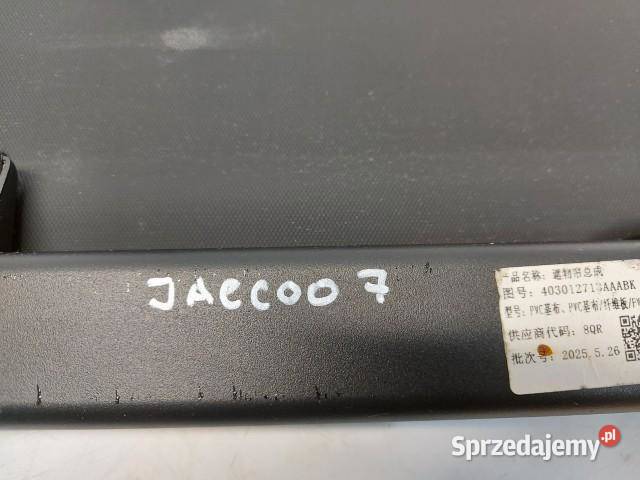 JAECOO 7
产品名称: 遮物帘总成
图号: 403012713AAABK
型号: PVC基布、PVC基布/纤维板/PV
供应商代码: 8QR
批次号: 2025.5.26
Sprzedajemy.pl